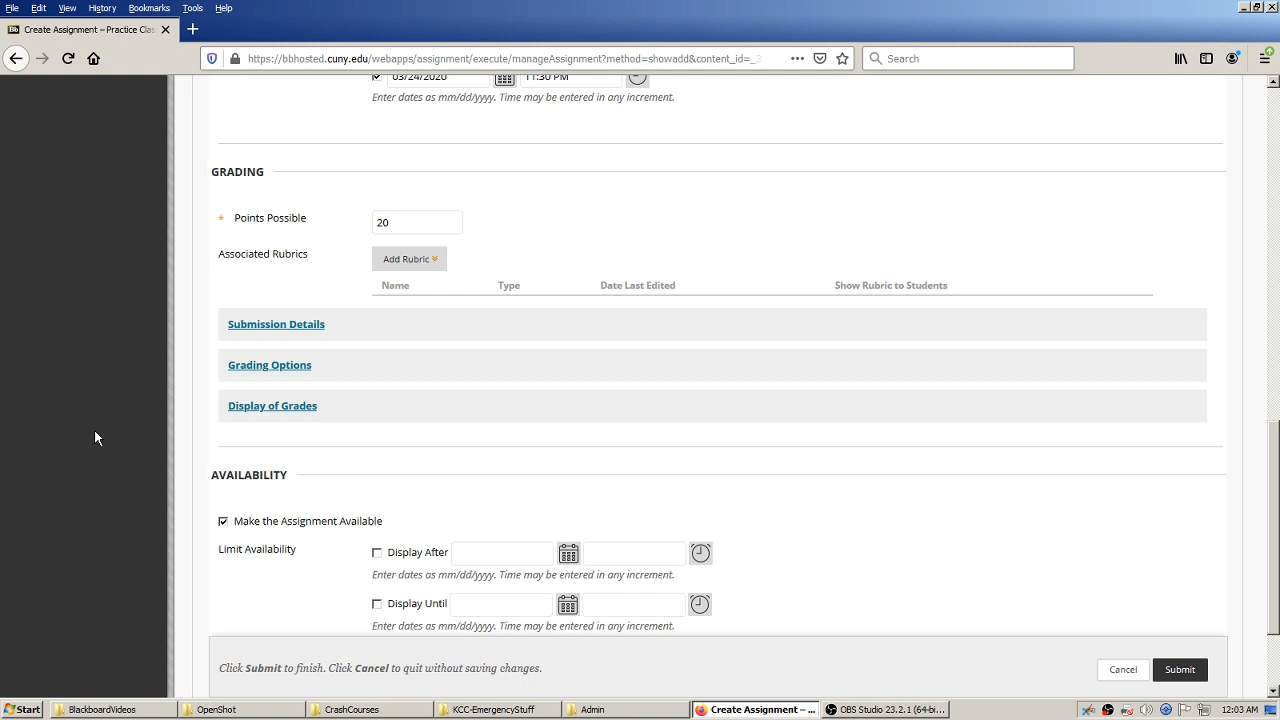 File Edit View History Bookmarks Tools Help
Bb Create Assignment – Practice Clas
https://bbhosted.cuny.edu/webapps/assignment/execute/manageAssignment?method=showadd&content_id=_3
Search
03/24/2020 11:30 PM
Enter dates as mm/dd/yyyy. Time may be entered in any increment.
GRADING
* Points Possible 20
Associated Rubrics Add Rubric
Name Type Date Last Edited Show Rubric to Students
Submission Details
Grading Options
Display of Grades
AVAILABILITY
Make the Assignment Available
Limit Availability Display After
Enter dates as mm/dd/yyyy. Time may be entered in any increment.
Display Until
Enter dates as mm/dd/yyyy. Time may be entered in any increment.
Click Submit to finish. Click Cancel to quit without saving changes. Cancel Submit
Start BlackboardVideos OpenShot CrashCourses KCC-EmergencyStuff Admin Create Assignment – ... OBS Studio 23.2.1 (64-bi... 12:03 AM